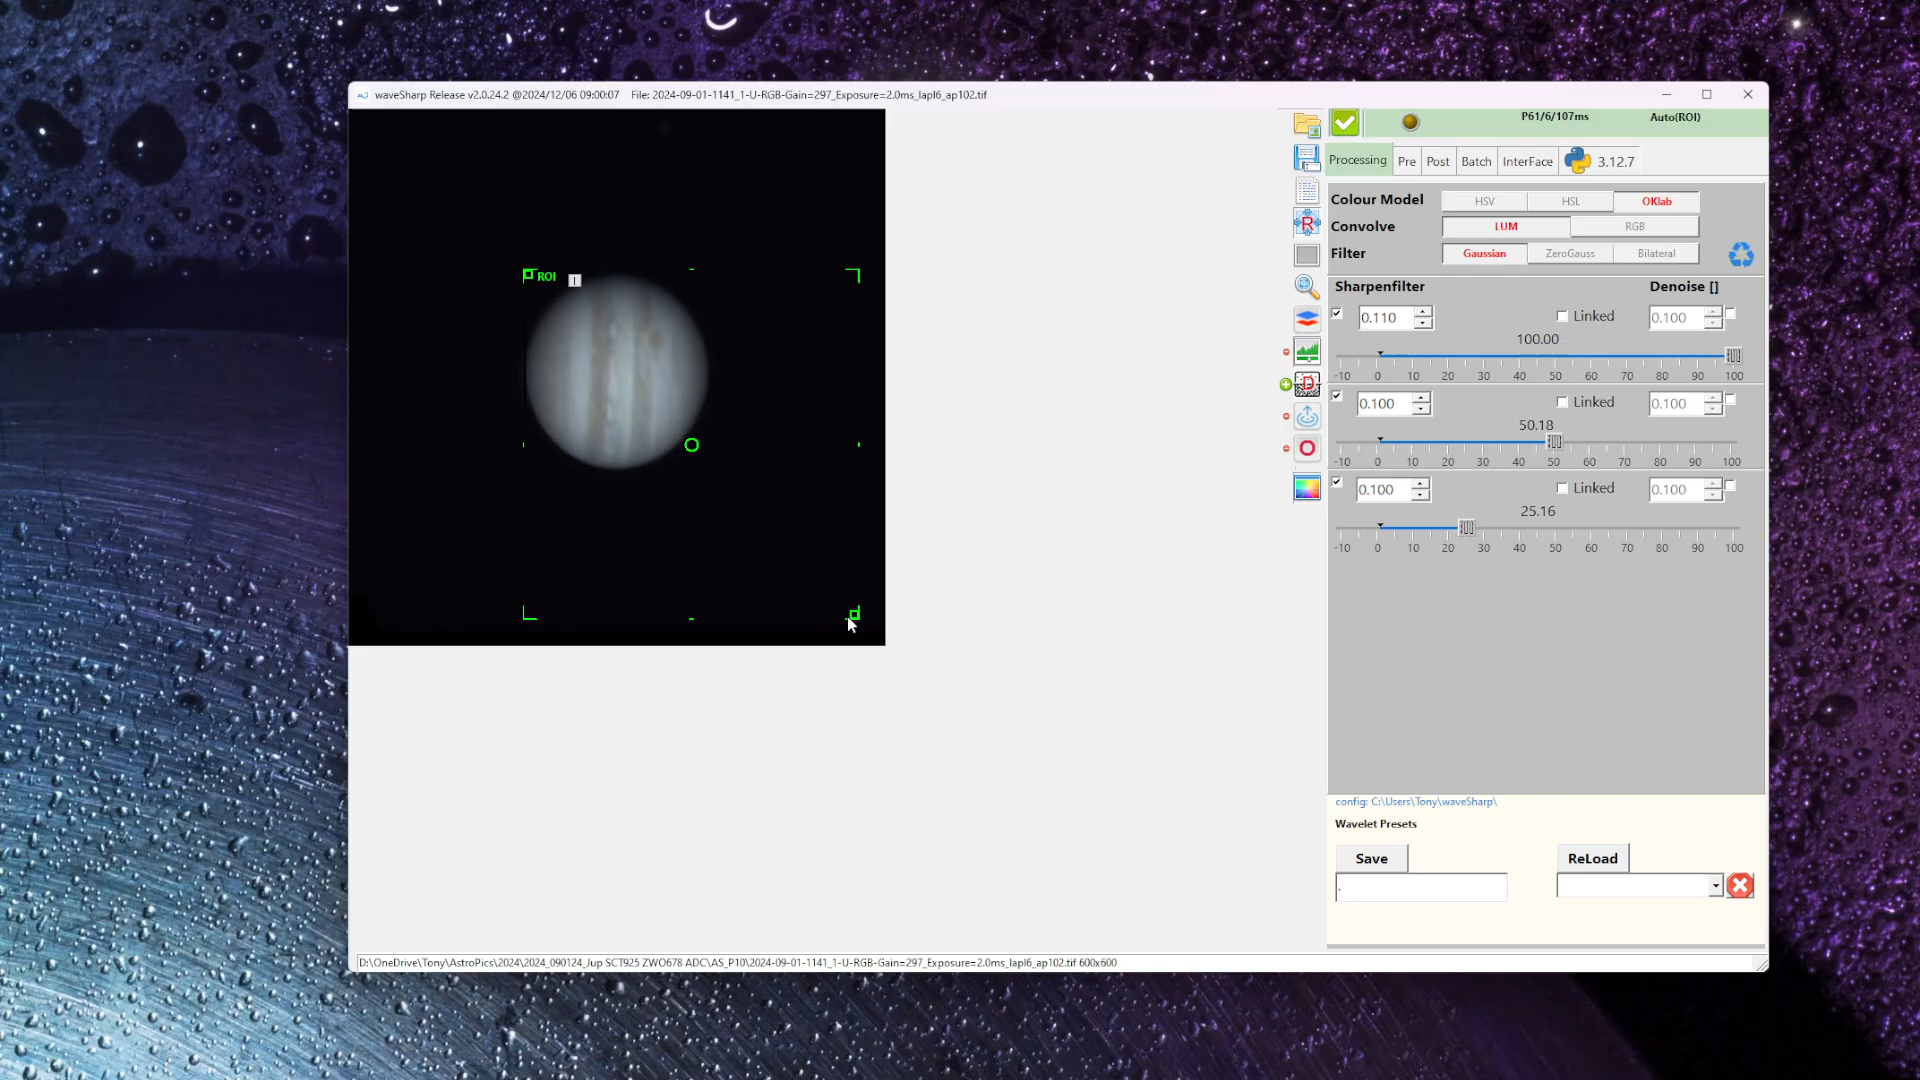 waveSharp Release v2.0.24.2 @2024/12/06 09:00:07 File: 2024-09-01-1141_1-U-RGB-Gain=297_Exposure=2.0ms_lapl6_ap102.tif
P61/6/107ms Auto(ROI)
Processing Pre Post Batch InterFace 3.12.7
Colour Model HSV HSL OKlab
Convolve LUM RGB
Filter Gaussian ZeroGauss Bilateral
Sharpenfilter Denoise []
0.110 Linked 0.100
100.00
-10 0 10 20 30 40 50 60 70 80 90 100
0.100 Linked 0.100
50.18
-10 0 10 20 30 40 50 60 70 80 90 100
0.100 Linked 0.100
25.16
-10 0 10 20 30 40 50 60 70 80 90 100
ROI
I
R
D
config: C:\Users\Tony\waveSharp\
Wavelet Presets
Save ReLoad
.
D:\OneDrive\Tony\AstroPics\2024\2024_090124_Jup SCT925 ZWO678 ADC\AS_P10\2024-09-01-1141_1-U-RGB-Gain=297_Exposure=2.0ms_lapl6_ap102.tif 600x600